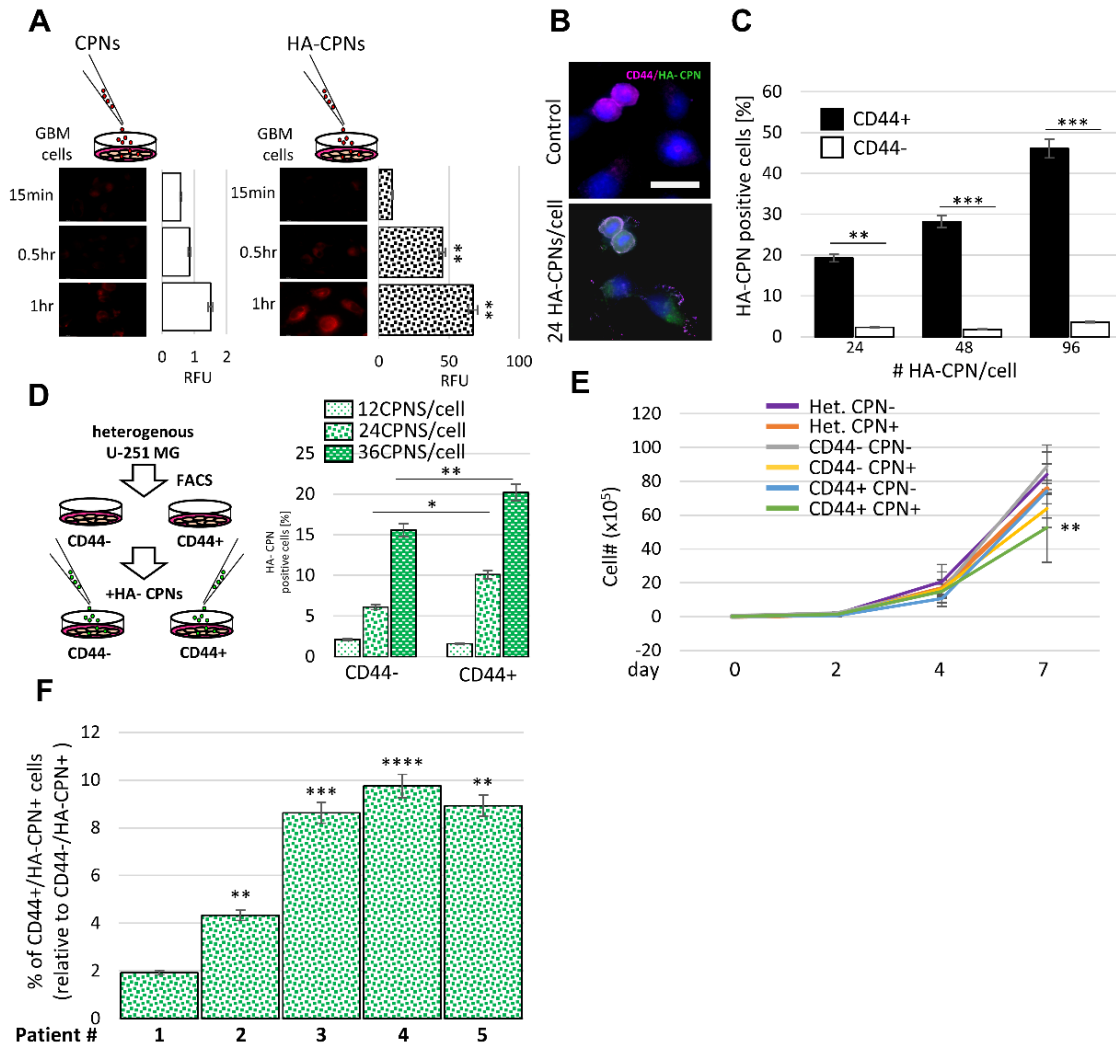 A
CPNs
HA-CPNs
GBM
cells
GBM
cells
15min
0.5hr
1hr
15min
0.5hr
1hr
**
**
0 1 2
RFU
0 50 100
RFU
B
CD44/HA-CPN
Control
24 HA-CPNs/cell
C
HA-CPN positive cells [%]
60
50
40
30
20
10
0
CD44+
CD44-
**
***
***
24 48 96
# HA-CPN/cell
D
heterogenous
U-251 MG
FACS
CD44- CD44+
+HA- CPNs
CD44- CD44+
12CPNS/cell
24CPNS/cell
36CPNS/cell
HA- CPN
positive cells [%]
25
20
15
10
5
0
**
*
CD44- CD44+
E
Het. CPN-
Het. CPN+
CD44- CPN-
CD44- CPN+
CD44+ CPN-
CD44+ CPN+
Cell# (x10⁵)
120
100
80
60
40
20
0
-20
**
day 0 2 4 7
F
% of CD44+/HA-CPN+ cells
(relative to CD44-/HA-CPN+ )
12
10
8
6
4
2
0
**
***
****
**
Patient # 1 2 3 4 5